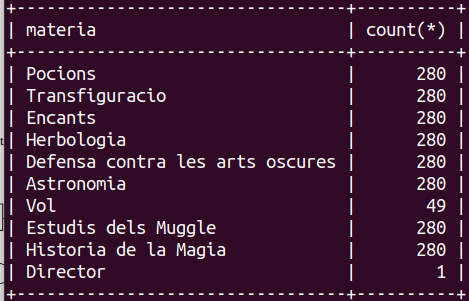 +---------------------------------+----------+
| materia                         | count(*) |
+---------------------------------+----------+
| Pocions                         |      280 |
| Transfiguracio                  |      280 |
| Encants                         |      280 |
| Herbologia                      |      280 |
| Defensa contra les arts oscures |      280 |
| Astronomia                      |      280 |
| Vol                             |       49 |
| Estudis dels Muggle             |      280 |
| Historia de la Magia            |      280 |
| Director                        |        1 |
+---------------------------------+----------+